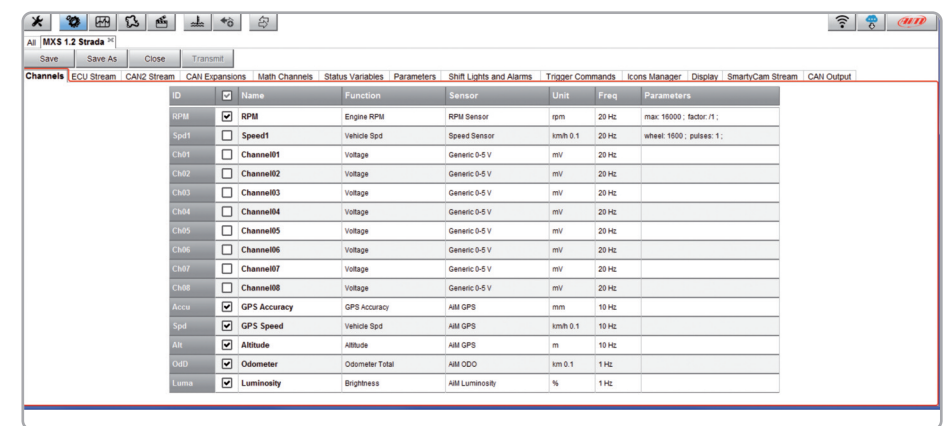 AiM
All MXS 1.2 Strada
Save Save As Close Transmit
Channels ECU Stream CAN2 Stream CAN Expansions Math Channels Status Variables Parameters Shift Lights and Alarms Trigger Commands Icons Manager Display SmartyCam Stream CAN Output
ID Name Function Sensor Unit Freq Parameters
RPM RPM Engine RPM RPM Sensor rpm 20 Hz max: 16000 ; factor: /1 ;
Spd1 Speed1 Vehicle Spd Speed Sensor km/h 0.1 20 Hz wheel: 1600 ; pulses: 1 ;
Ch01 Channel01 Voltage Generic 0-5 V mV 20 Hz
Ch02 Channel02 Voltage Generic 0-5 V mV 20 Hz
Ch03 Channel03 Voltage Generic 0-5 V mV 20 Hz
Ch04 Channel04 Voltage Generic 0-5 V mV 20 Hz
Ch05 Channel05 Voltage Generic 0-5 V mV 20 Hz
Ch06 Channel06 Voltage Generic 0-5 V mV 20 Hz
Ch07 Channel07 Voltage Generic 0-5 V mV 20 Hz
Ch08 Channel08 Voltage Generic 0-5 V mV 20 Hz
Accu GPS Accuracy GPS Accuracy AiM GPS mm 10 Hz
Spd GPS Speed Vehicle Spd AiM GPS km/h 0.1 10 Hz
Alt Altitude Altitude AiM GPS m 10 Hz
OdD Odometer Odometer Total AiM ODO km 0.1 1 Hz
Luma Luminosity Brightness AiM Luminosity % 1 Hz